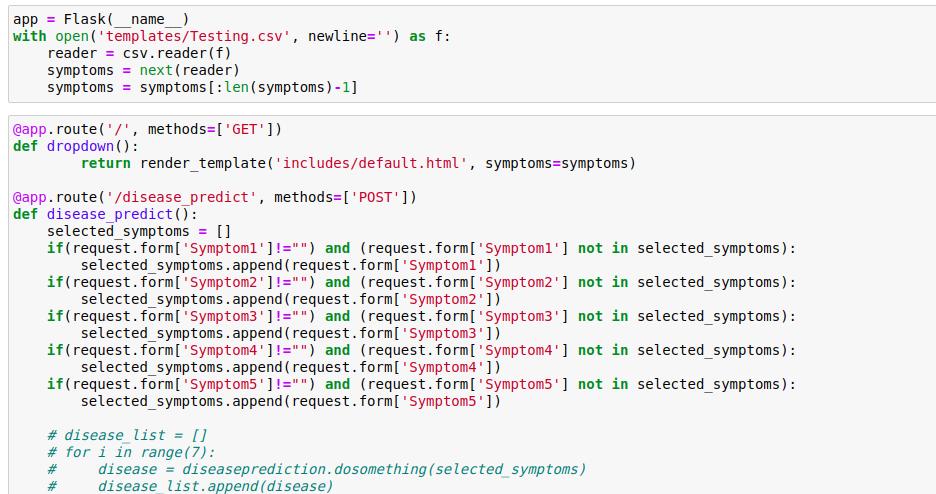 app = Flask(__name__)
with open('templates/Testing.csv', newline='') as f:
    reader = csv.reader(f)
    symptoms = next(reader)
    symptoms = symptoms[:len(symptoms)-1]
@app.route('/', methods=['GET'])
def dropdown():
        return render_template('includes/default.html', symptoms=symptoms)
@app.route('/disease_predict', methods=['POST'])
def disease_predict():
    selected_symptoms = []
    if(request.form['Symptom1']!="") and (request.form['Symptom1'] not in selected_symptoms):
        selected_symptoms.append(request.form['Symptom1'])
    if(request.form['Symptom2']!="") and (request.form['Symptom2'] not in selected_symptoms):
        selected_symptoms.append(request.form['Symptom2'])
    if(request.form['Symptom3']!="") and (request.form['Symptom3'] not in selected_symptoms):
        selected_symptoms.append(request.form['Symptom3'])
    if(request.form['Symptom4']!="") and (request.form['Symptom4'] not in selected_symptoms):
        selected_symptoms.append(request.form['Symptom4'])
    if(request.form['Symptom5']!="") and (request.form['Symptom5'] not in selected_symptoms):
        selected_symptoms.append(request.form['Symptom5'])
    # disease_list = []
    # for i in range(7):
    #     disease = diseaseprediction.dosomething(selected_symptoms)
    #     disease_list.append(disease)